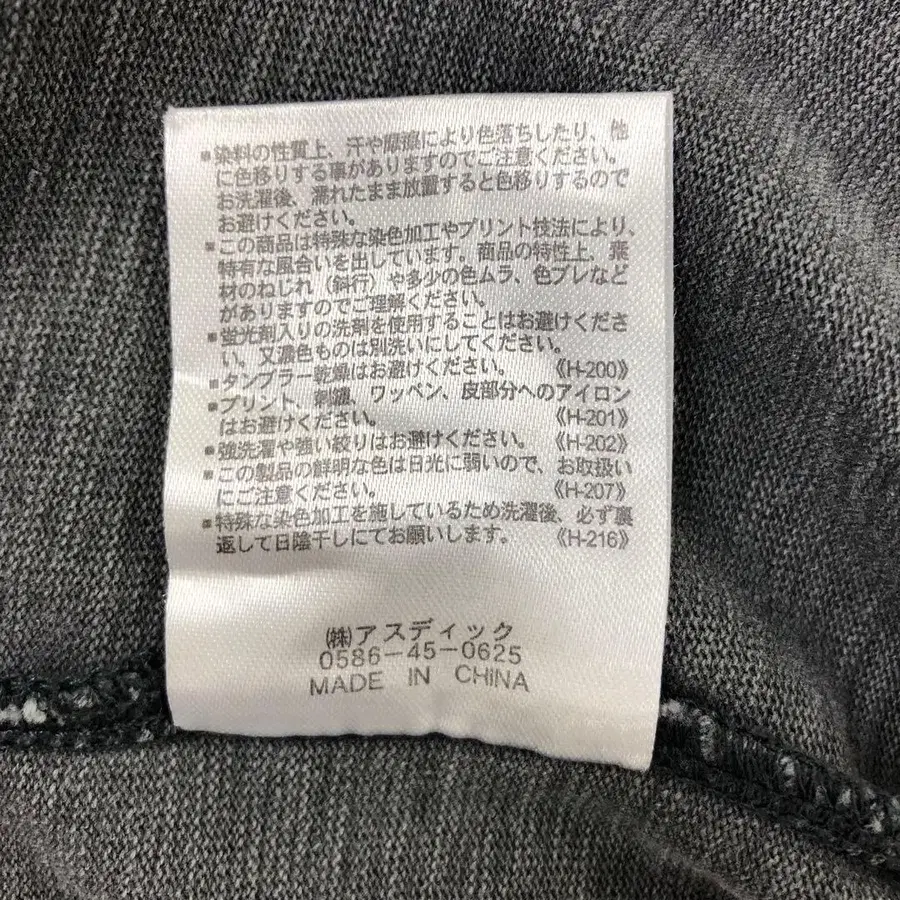 ▪染料の性質上、汗や摩擦により色落ちしたり、他
に色移りする事がありますのでご注意ください。
お洗濯後、濡れたまま放置すると色移りするので
お避けください。
▪この商品は特殊な染色加工やプリント技法により、
特有な風合いを出しています。商品の特性上、素
材のねじれ（斜行）や多少の色ムラ、色ブレなど
がありますのでご理解ください。
▪蛍光剤入りの洗剤を使用することはお避けくださ
い、又濃色ものは別洗いにしてください。
▪タンブラー乾燥はお避けください。 《H-200》
▪プリント、刺繍、ワッペン、皮部分へのアイロン
はお避けください。 《H-201》
▪強洗濯や強い絞りはお避けください。 《H-202》
▪この製品の鮮明な色は日光に弱いので、お取扱い
にご注意ください。 《H-207》
▪特殊な染色加工を施しているため洗濯後、必ず裏
返して日陰干しにてお願いします。 《H-216》
㈱アスディック
0586-45-0625
MADE IN CHINA